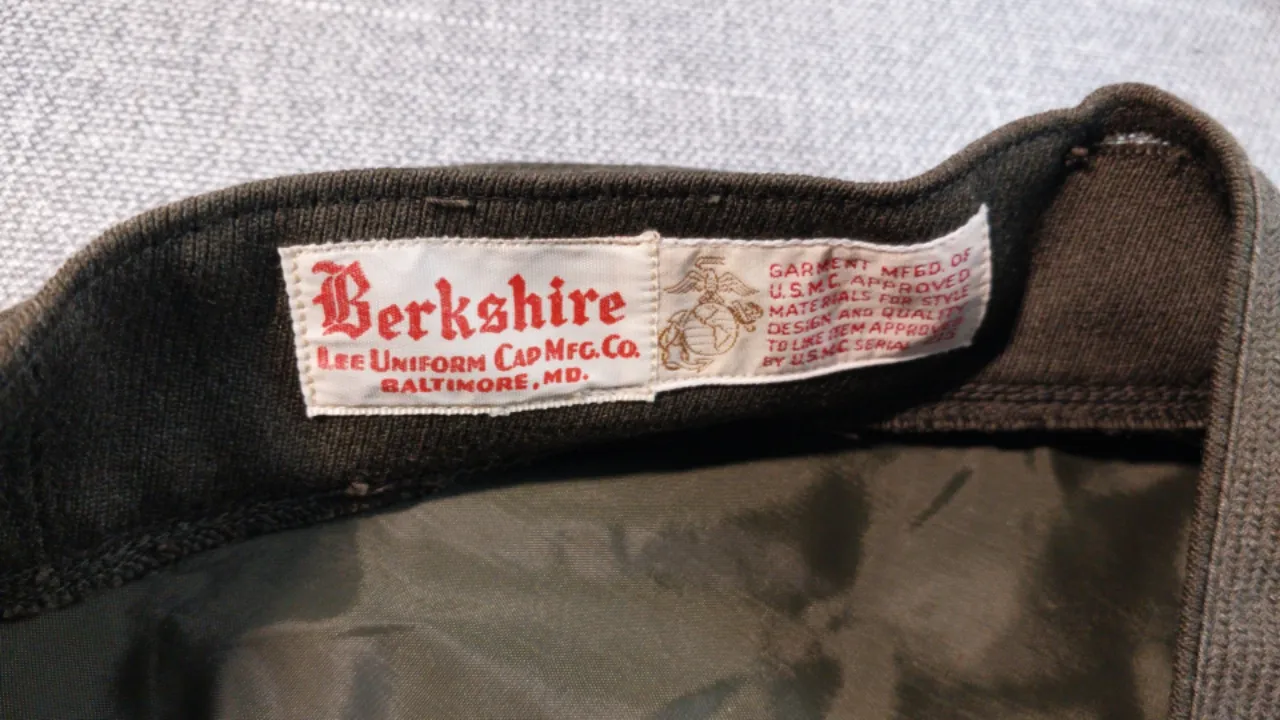 Berkshire
LEE UNIFORM CAP MFG. CO.
BALTIMORE, MD.
GARMENT MFGD. OF
U.S.M.C. APPROVED
MATERIALS FOR STYLE
DESIGN AND QUALITY
TO LIKE ITEM APPROVED
BY U.S.M.C SERIAL